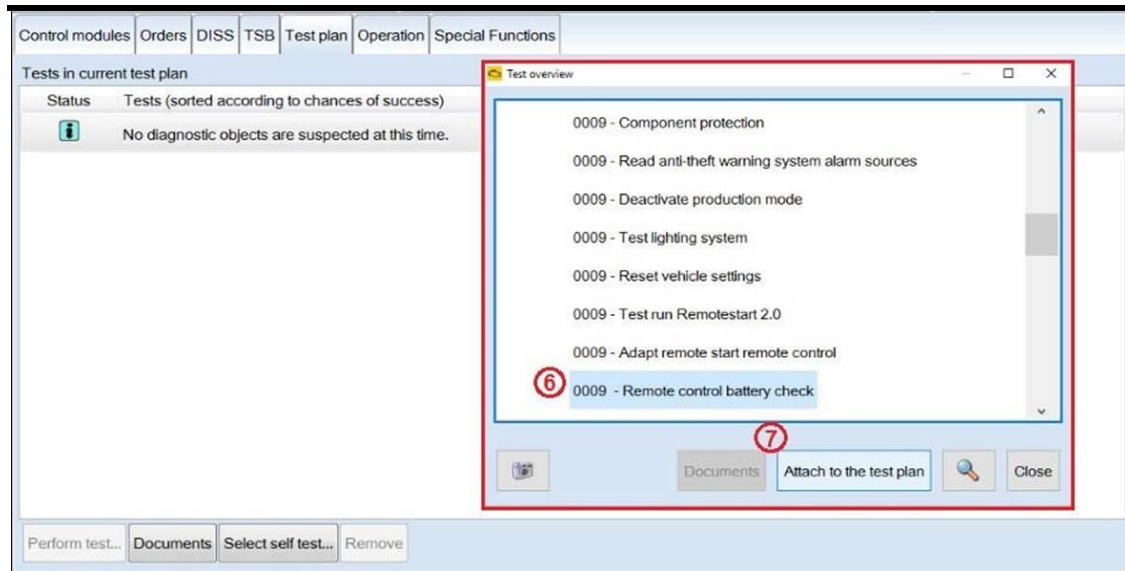 Control modules Orders DISS TSB Test plan Operation Special Functions
Tests in current test plan
Status Tests (sorted according to chances of success)
No diagnostic objects are suspected at this time.
Test overview
0009 - Component protection
0009 - Read anti-theft warning system alarm sources
0009 - Deactivate production mode
0009 - Test lighting system
0009 - Reset vehicle settings
0009 - Test run Remotestart 2.0
0009 - Adapt remote start remote control
6 0009 - Remote control battery check
7
Documents Attach to the test plan Close
Perform test... Documents Select self test... Remove